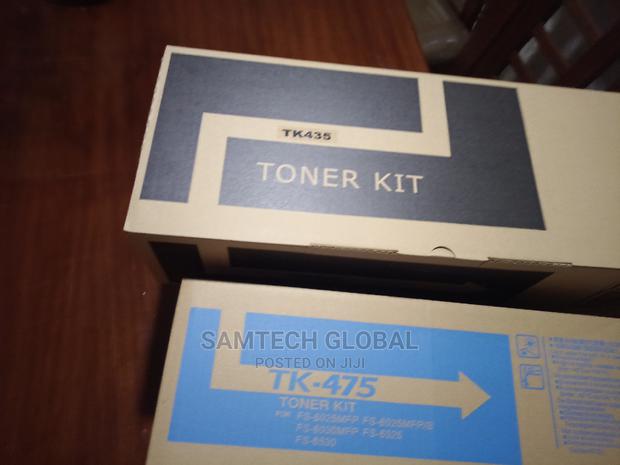 TK435
TONER KIT
SAMTECH GLOBAL
POSTED ON JIJI
TK-475
TONER KIT
FOR FS-6025MFP FS-6025MFP/B
FS-6030MFP FS-6525
FS-6530